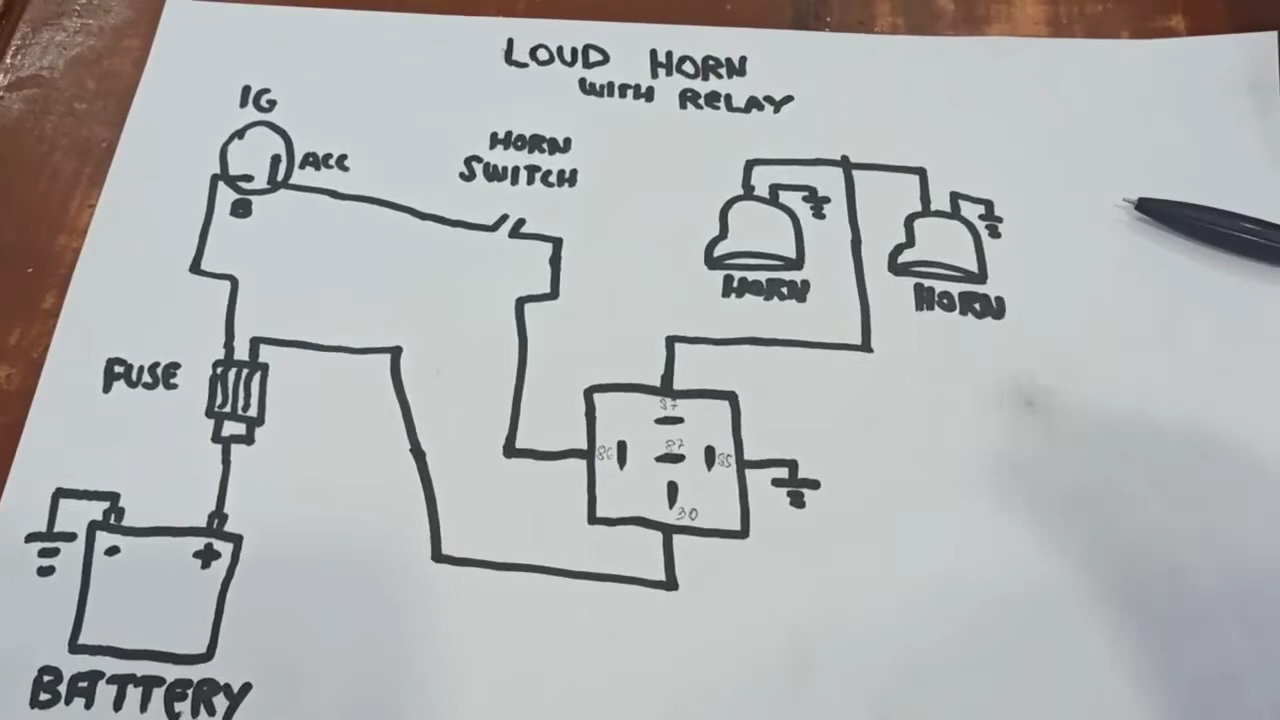 LOUD HORN
WITH RELAY
IG
ACC
B
HORN
SWITCH
HORN
HORN
FUSE
87
86
87
85
30
- +
BATTERY